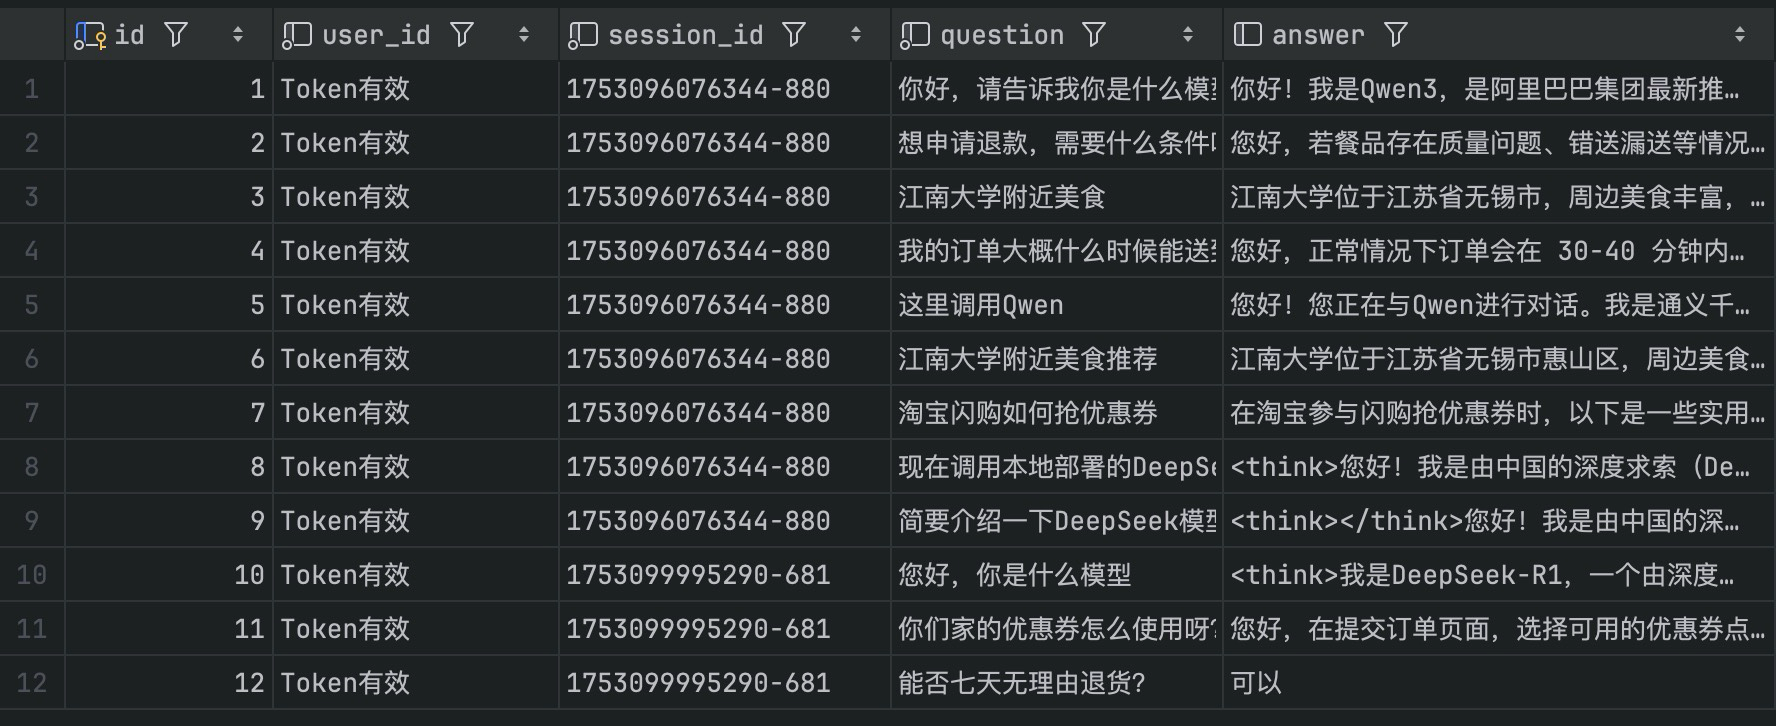 id user_id session_id question answer
1 1 Token有效 1753096076344-880 你好，请告诉我你是什么模 你好！我是Qwen3，是阿里巴巴集团最新推…
2 2 Token有效 1753096076344-880 想申请退款，需要什么条件 您好，若餐品存在质量问题、错送漏送等情况…
3 3 Token有效 1753096076344-880 江南大学附近美食 江南大学位于江苏省无锡市，周边美食丰富，…
4 4 Token有效 1753096076344-880 我的订单大概什么时候能送 您好，正常情况下订单会在 30-40 分钟内…
5 5 Token有效 1753096076344-880 这里调用Qwen 您好！您正在与Qwen进行对话。我是通义千…
6 6 Token有效 1753096076344-880 江南大学附近美食推荐 江南大学位于江苏省无锡市惠山区，周边美食…
7 7 Token有效 1753096076344-880 淘宝闪购如何抢优惠券 在淘宝参与闪购抢优惠券时，以下是一些实用…
8 8 Token有效 1753096076344-880 现在调用本地部署的DeepSe <think>您好！我是由中国的深度求索（De…
9 9 Token有效 1753096076344-880 简要介绍一下DeepSeek模 <think></think>您好！我是由中国的深…
10 10 Token有效 1753099995290-681 您好，你是什么模型 <think>我是DeepSeek-R1，一个由深度…
11 11 Token有效 1753099995290-681 你们家的优惠券怎么使用呀? 您好，在提交订单页面，选择可用的优惠券点…
12 12 Token有效 1753099995290-681 能否七天无理由退货? 可以